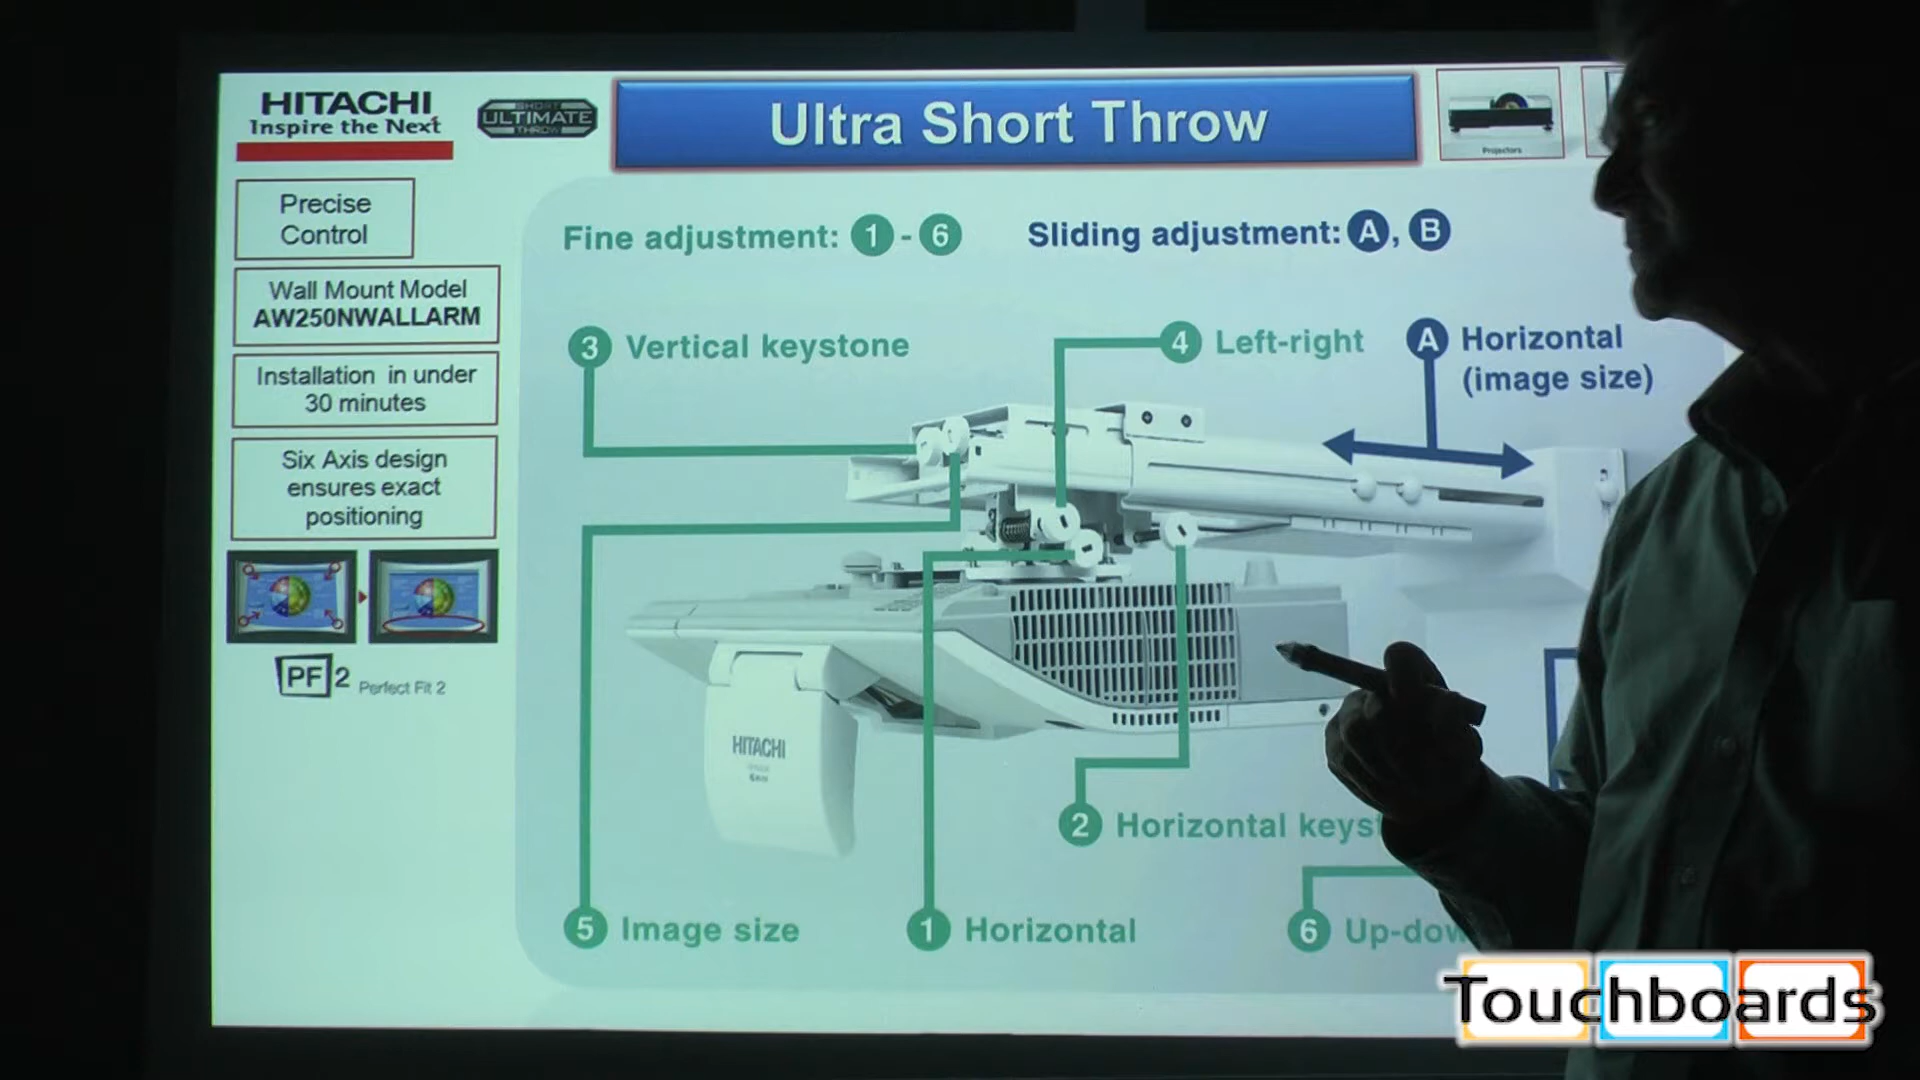 HITACHI
Inspire the Next
SHORT
ULTIMATE
THROW
Ultra Short Throw
Projectors
Precise
Control
Wall Mount Model
AW250NWALLARM
Installation in under
30 minutes
Six Axis design
ensures exact
positioning
PF 2 Perfect Fit 2
Fine adjustment: 1 - 6
Sliding adjustment: A, B
3 Vertical keystone
4 Left-right
A Horizontal
(image size)
HITACHI
2 Horizontal keyst
5 Image size
1 Horizontal
6 Up-dow
Touchboards